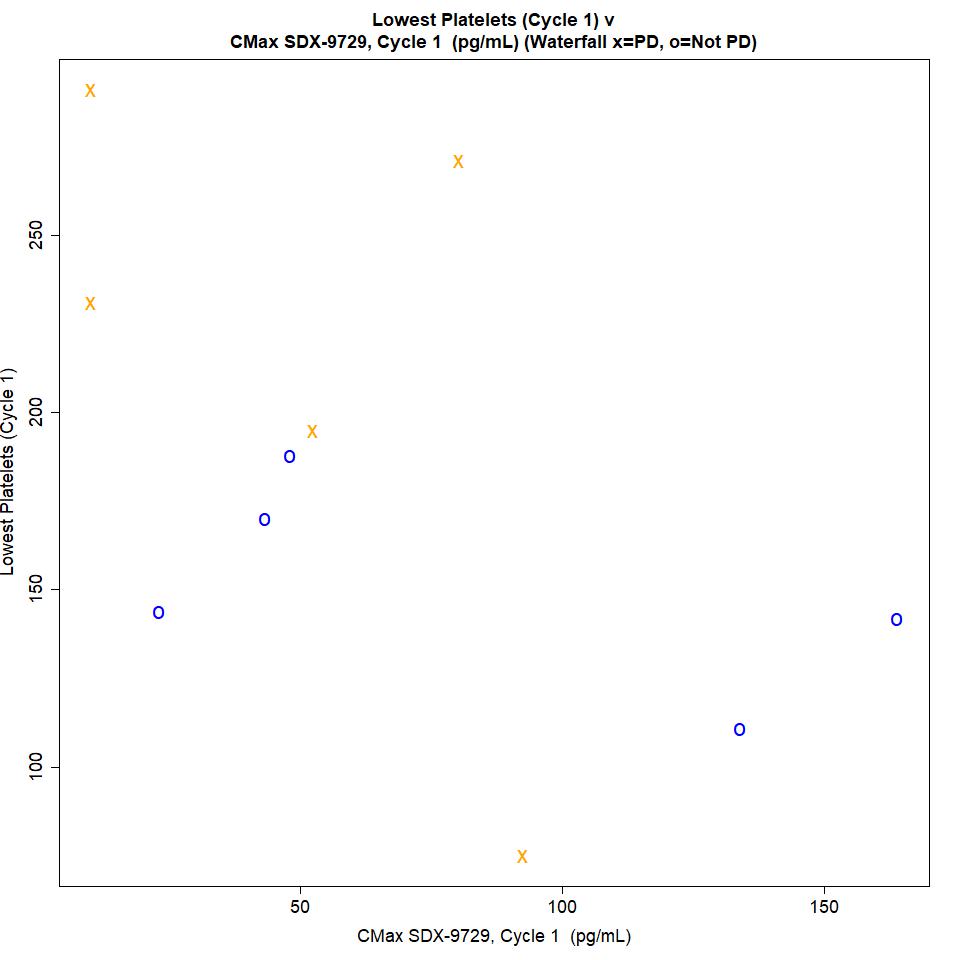 Lowest Platelets (Cycle 1) v
CMax SDX-9729, Cycle 1  (pg/mL) (Waterfall x=PD, o=Not PD)
Lowest Platelets (Cycle 1)
250
200
150
100
X
X
X
X
O
O
O
O
O
X
50
100
150
CMax SDX-9729, Cycle 1  (pg/mL)